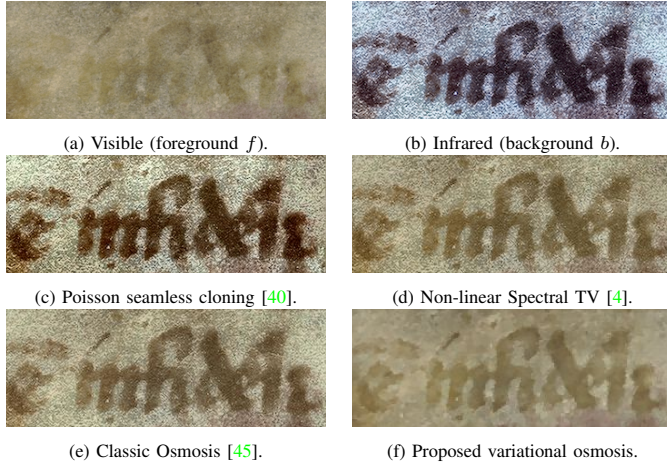 (a) Visible (foreground f).
(b) Infrared (background b).
(c) Poisson seamless cloning [40].
(d) Non-linear Spectral TV [4].
(e) Classic Osmosis [45].
(f) Proposed variational osmosis.